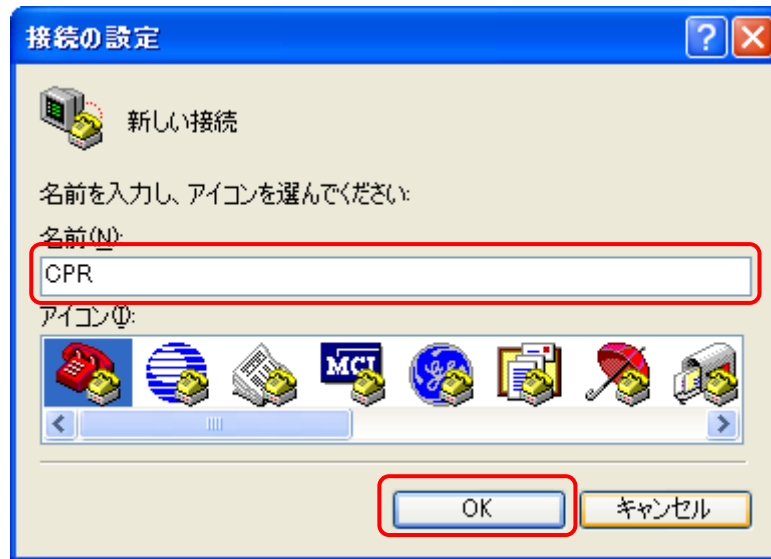 接続の設定
新しい接続
名前を入力し、アイコンを選んでください:
名前(N):
CPR
アイコン(I):
MCI
OK
キャンセル